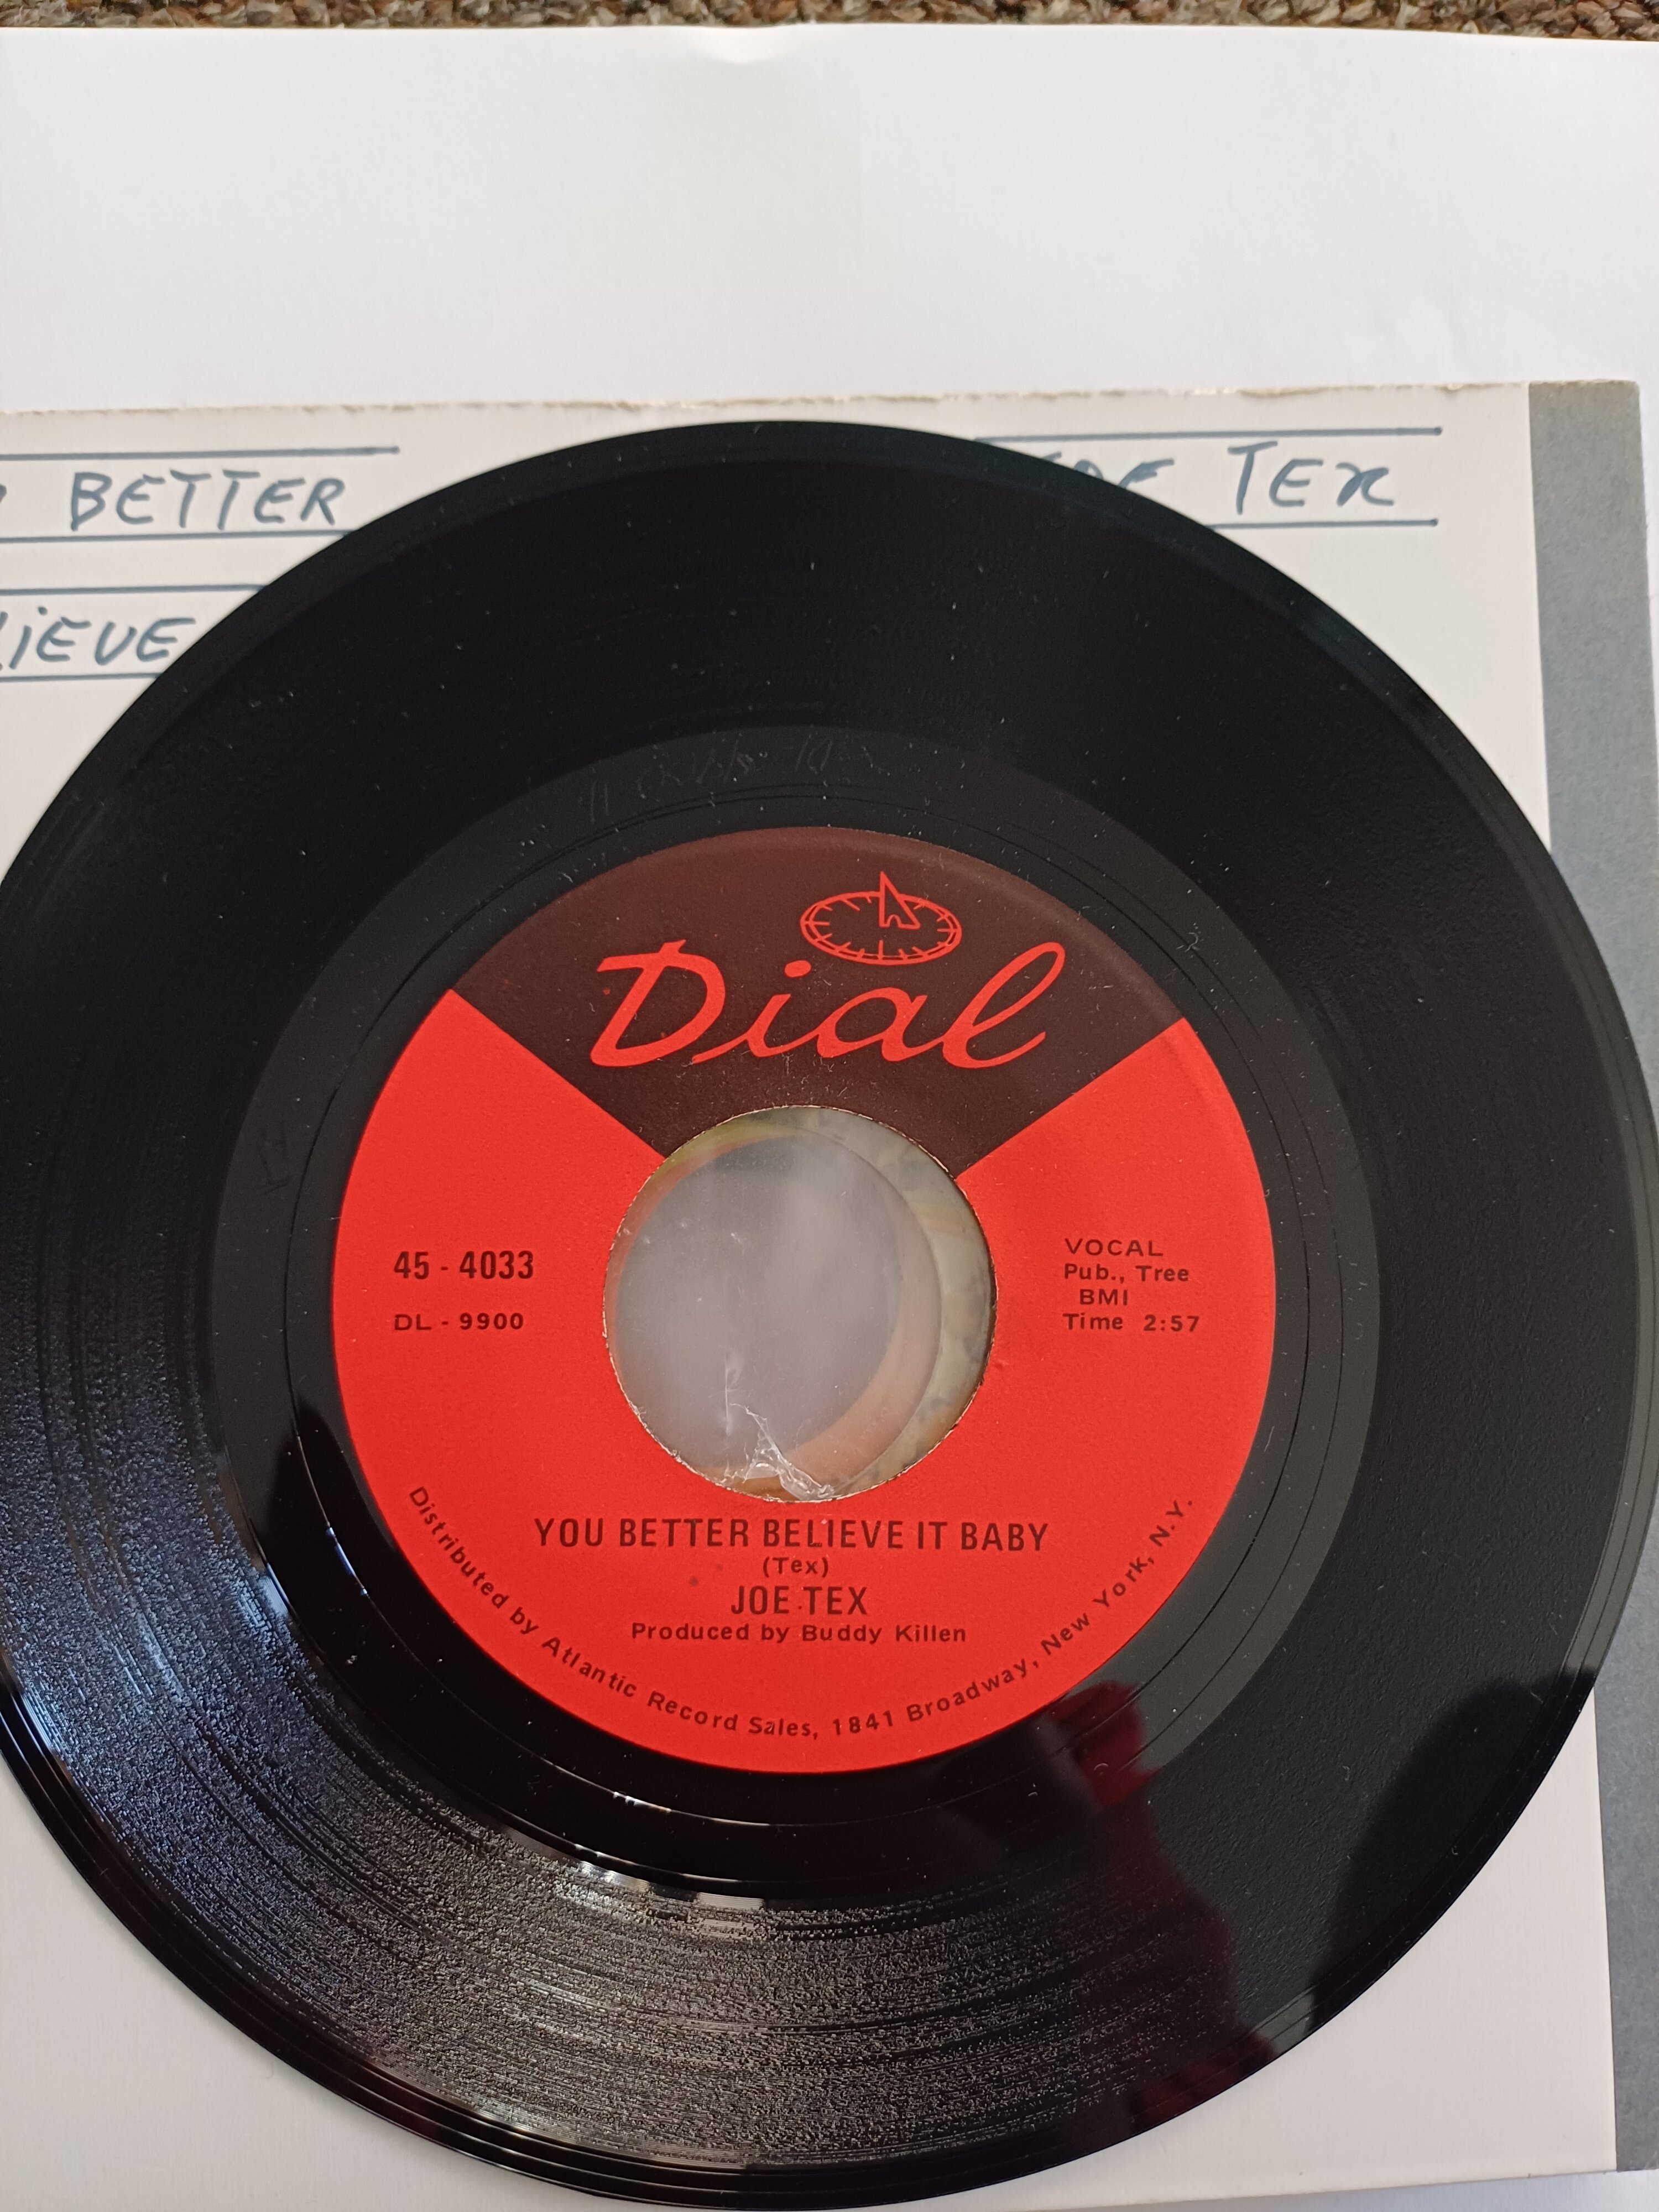 BETTER
TEX
Dial
45 - 4033
DL - 9900
VOCAL
Pub., Tree
BMI
Time 2:57
YOU BETTER BELIEVE IT BABY
(Tex)
JOE TEX
Produced by Buddy Killen
Distributed by Atlantic Record Sales, 1841 Broadway, New York, N.Y.